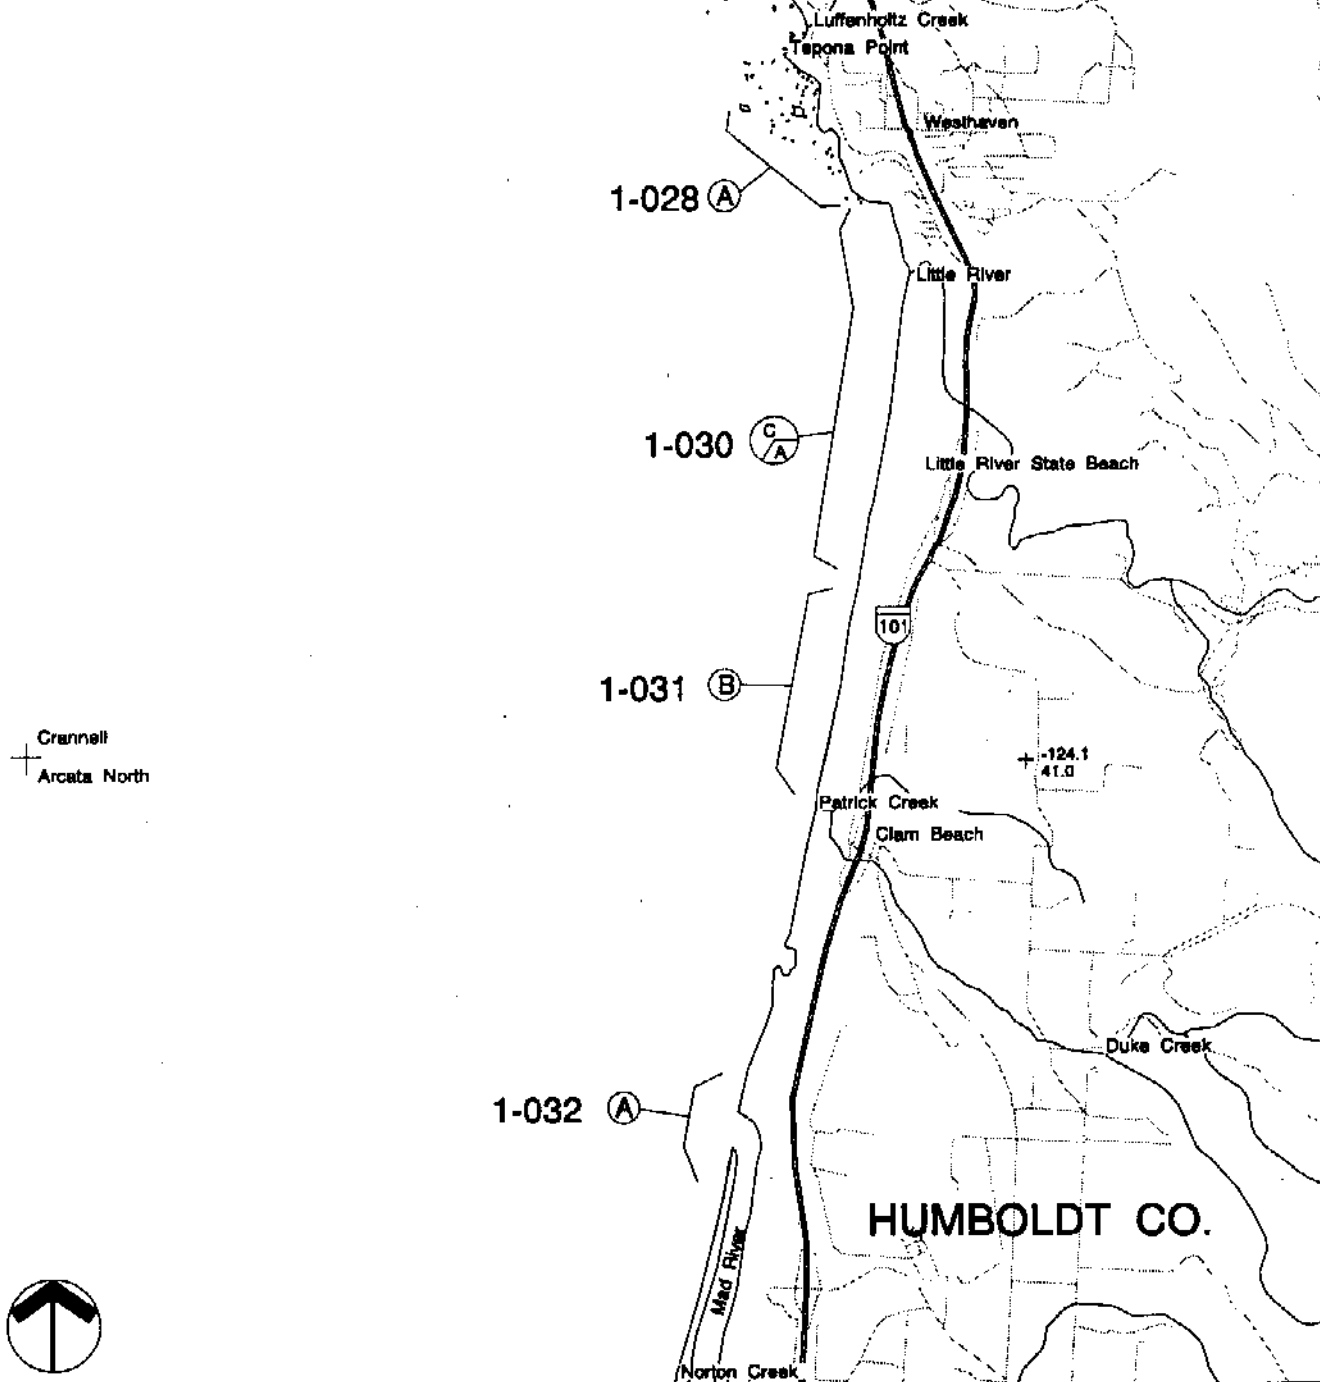 Luffenholtz Creek
Tepona Point
Westhaven
1-028 A
Little River
1-030 C/A
Little River State Beach
101
1-031 B
Crannell
Arcata North
-124.1
41.0
Patrick Creek
Clam Beach
Duke Creek
1-032 A
HUMBOLDT CO.
Mad River
Norton Creek